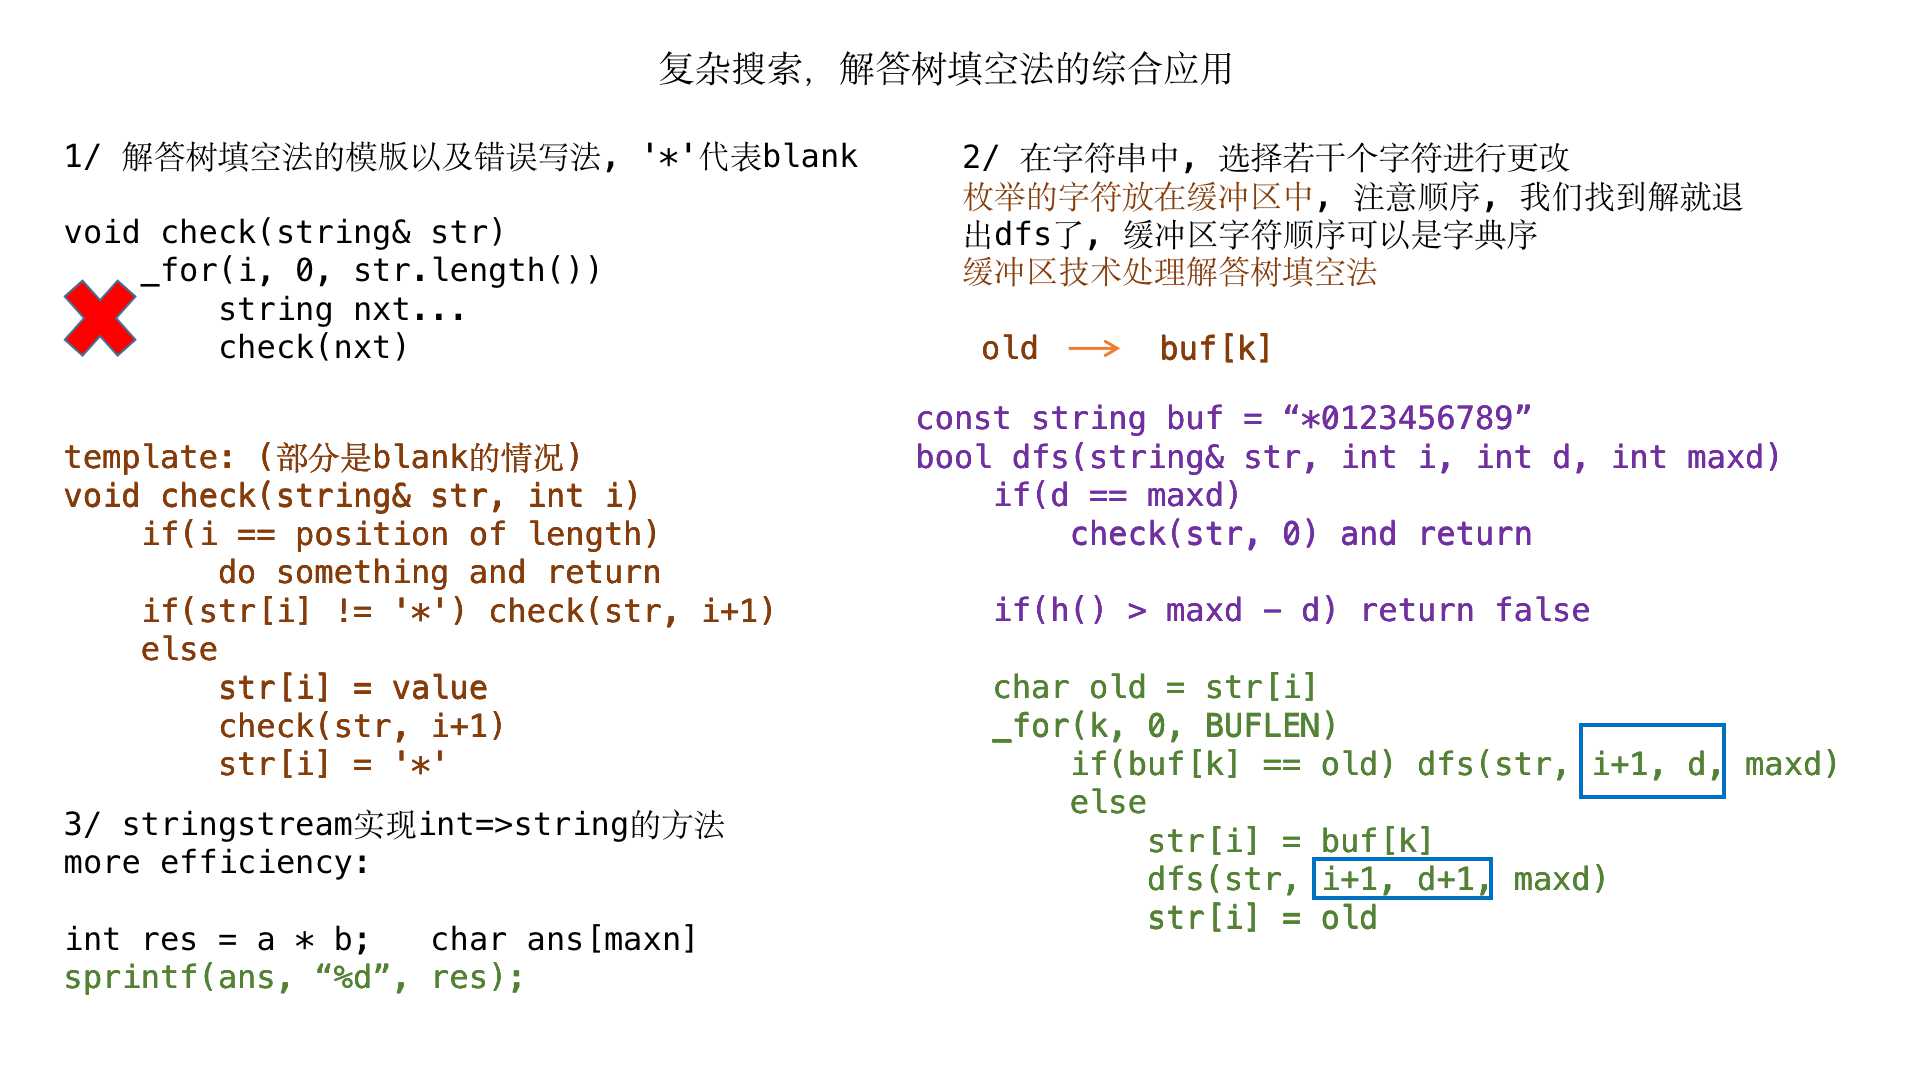 复杂搜索，解答树填空法的综合应用
1/ 解答树填空法的模版以及错误写法, '*'代表blank
void check(string& str)
    _for(i, 0, str.length())
        string nxt...
        check(nxt)
template: (部分是blank的情况)
void check(string& str, int i)
    if(i == position of length)
        do something and return
    if(str[i] != '*') check(str, i+1)
    else
        str[i] = value
        check(str, i+1)
        str[i] = '*'
3/ stringstream实现int=>string的方法
more efficiency:
int res = a * b;   char ans[maxn]
sprintf(ans, “%d”, res);
2/ 在字符串中, 选择若干个字符进行更改
枚举的字符放在缓冲区中, 注意顺序, 我们找到解就退
出dfs了, 缓冲区字符顺序可以是字典序
缓冲区技术处理解答树填空法
old → buf[k]
const string buf = “*0123456789”
bool dfs(string& str, int i, int d, int maxd)
    if(d == maxd)
        check(str, 0) and return
    if(h() > maxd - d) return false
    char old = str[i]
    _for(k, 0, BUFLEN)
        if(buf[k] == old) dfs(str, i+1, d, maxd)
        else
            str[i] = buf[k]
            dfs(str, i+1, d+1, maxd)
            str[i] = old